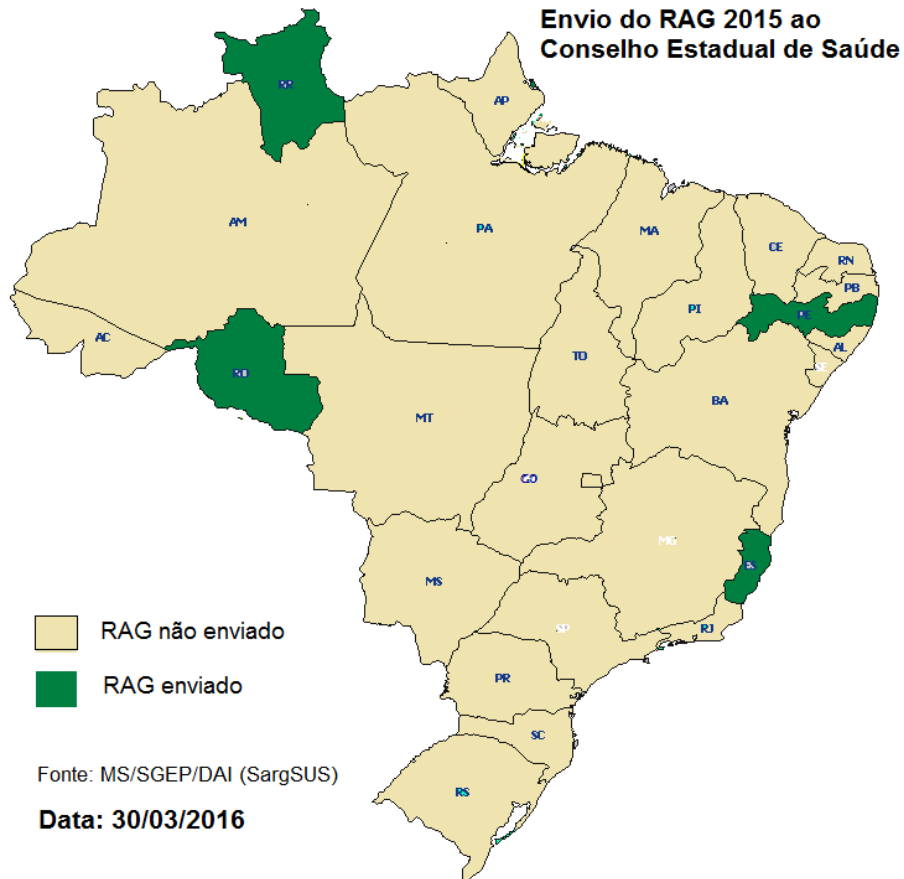 Envio do RAG 2015 ao
Conselho Estadual de Saúde
RR
AP
AM
PA
MA
CE
RN
PB
PI
PE
AC
AL
TO
SE
RO
BA
MT
GO
MG
ES
MS
SP
RJ
RAG não enviado
PR
RAG enviado
SC
Fonte: MS/SGEP/DAI (SargSUS)
RS
Data: 30/03/2016